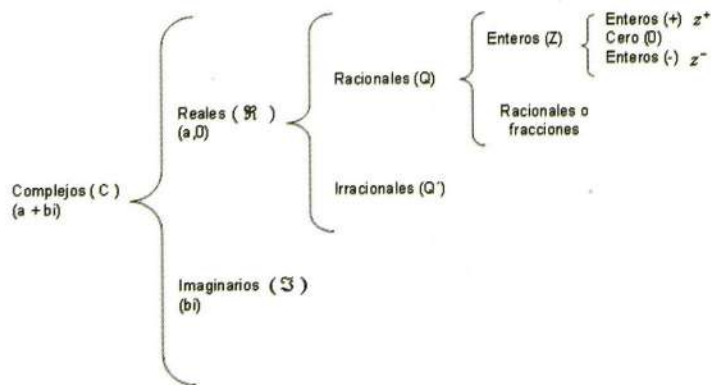 Complejos ( C )
(a + bi)
Reales ( ℜ )
(a,0)
Imaginarios ( ℑ )
(bi)
Racionales (Q)
Irracionales (Q´)
Enteros (Z)
Racionales o
fracciones
Enteros (+) z⁺
Cero (0)
Enteros (-) z⁻